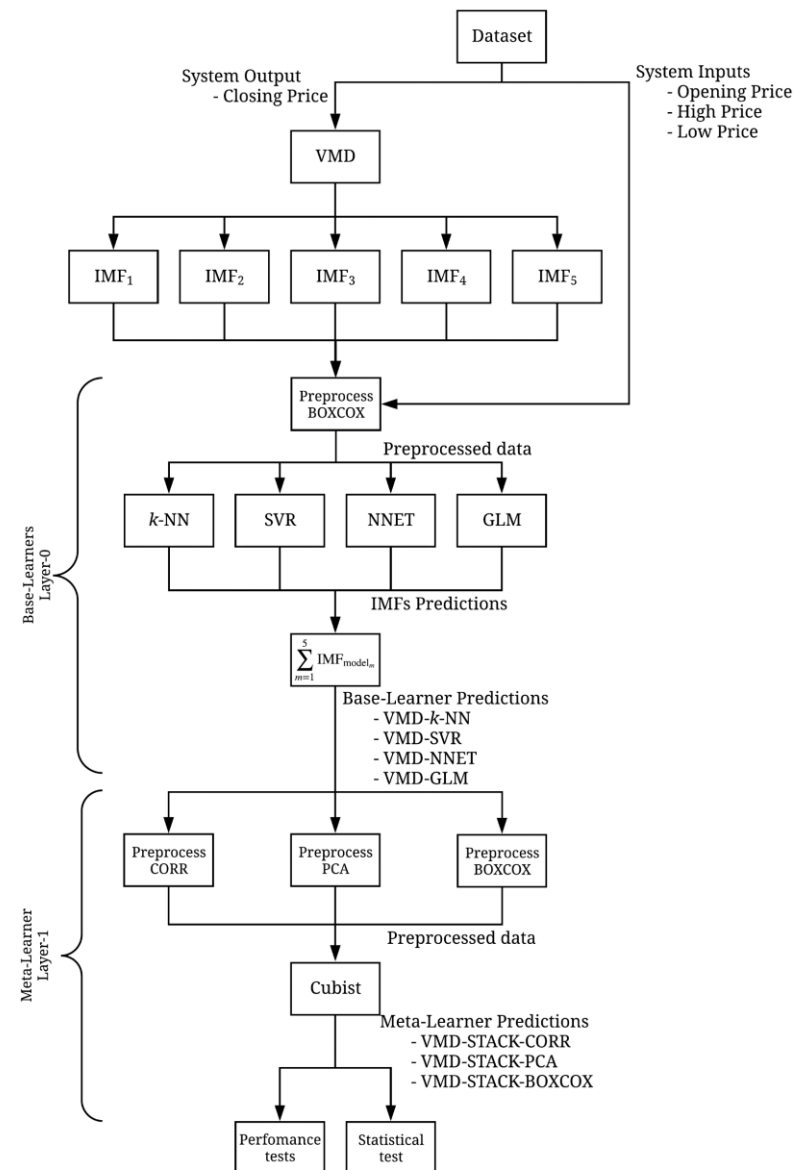 Dataset
System Output
- Closing Price
System Inputs
- Opening Price
- High Price
- Low Price
VMD
IMF₁
IMF₂
IMF₃
IMF₄
IMF₅
Preprocess
BOXCOX
Preprocessed data
k-NN
SVR
NNET
GLM
Base-Learners
Layer-0
IMFs Predictions
5
∑ IMF_{model_m}
m=1
Base-Learner Predictions
- VMD-k-NN
- VMD-SVR
- VMD-NNET
- VMD-GLM
Preprocess
CORR
Preprocess
PCA
Preprocess
BOXCOX
Preprocessed data
Meta-Learner
Layer-1
Cubist
Meta-Learner Predictions
- VMD-STACK-CORR
- VMD-STACK-PCA
- VMD-STACK-BOXCOX
Perfomance
tests
Statistical
test